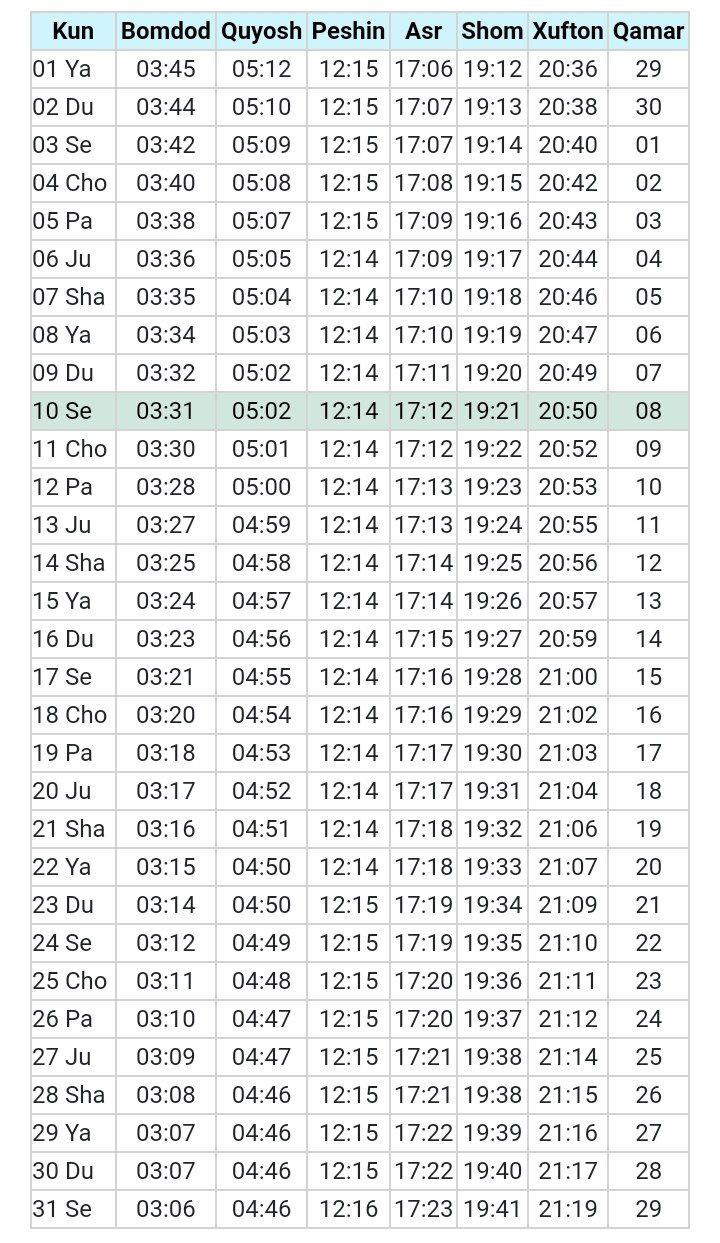 Kun Bomdod Quyosh Peshin Asr Shom Xufton Qamar
01 Ya 03:45 05:12 12:15 17:06 19:12 20:36 29
02 Du 03:44 05:10 12:15 17:07 19:13 20:38 30
03 Se 03:42 05:09 12:15 17:07 19:14 20:40 01
04 Cho 03:40 05:08 12:15 17:08 19:15 20:42 02
05 Pa 03:38 05:07 12:15 17:09 19:16 20:43 03
06 Ju 03:36 05:05 12:14 17:09 19:17 20:44 04
07 Sha 03:35 05:04 12:14 17:10 19:18 20:46 05
08 Ya 03:34 05:03 12:14 17:10 19:19 20:47 06
09 Du 03:32 05:02 12:14 17:11 19:20 20:49 07
10 Se 03:31 05:02 12:14 17:12 19:21 20:50 08
11 Cho 03:30 05:01 12:14 17:12 19:22 20:52 09
12 Pa 03:28 05:00 12:14 17:13 19:23 20:53 10
13 Ju 03:27 04:59 12:14 17:13 19:24 20:55 11
14 Sha 03:25 04:58 12:14 17:14 19:25 20:56 12
15 Ya 03:24 04:57 12:14 17:14 19:26 20:57 13
16 Du 03:23 04:56 12:14 17:15 19:27 20:59 14
17 Se 03:21 04:55 12:14 17:16 19:28 21:00 15
18 Cho 03:20 04:54 12:14 17:16 19:29 21:02 16
19 Pa 03:18 04:53 12:14 17:17 19:30 21:03 17
20 Ju 03:17 04:52 12:14 17:17 19:31 21:04 18
21 Sha 03:16 04:51 12:14 17:18 19:32 21:06 19
22 Ya 03:15 04:50 12:14 17:18 19:33 21:07 20
23 Du 03:14 04:50 12:15 17:19 19:34 21:09 21
24 Se 03:12 04:49 12:15 17:19 19:35 21:10 22
25 Cho 03:11 04:48 12:15 17:20 19:36 21:11 23
26 Pa 03:10 04:47 12:15 17:20 19:37 21:12 24
27 Ju 03:09 04:47 12:15 17:21 19:38 21:14 25
28 Sha 03:08 04:46 12:15 17:21 19:38 21:15 26
29 Ya 03:07 04:46 12:15 17:22 19:39 21:16 27
30 Du 03:07 04:46 12:15 17:22 19:40 21:17 28
31 Se 03:06 04:46 12:16 17:23 19:41 21:19 29